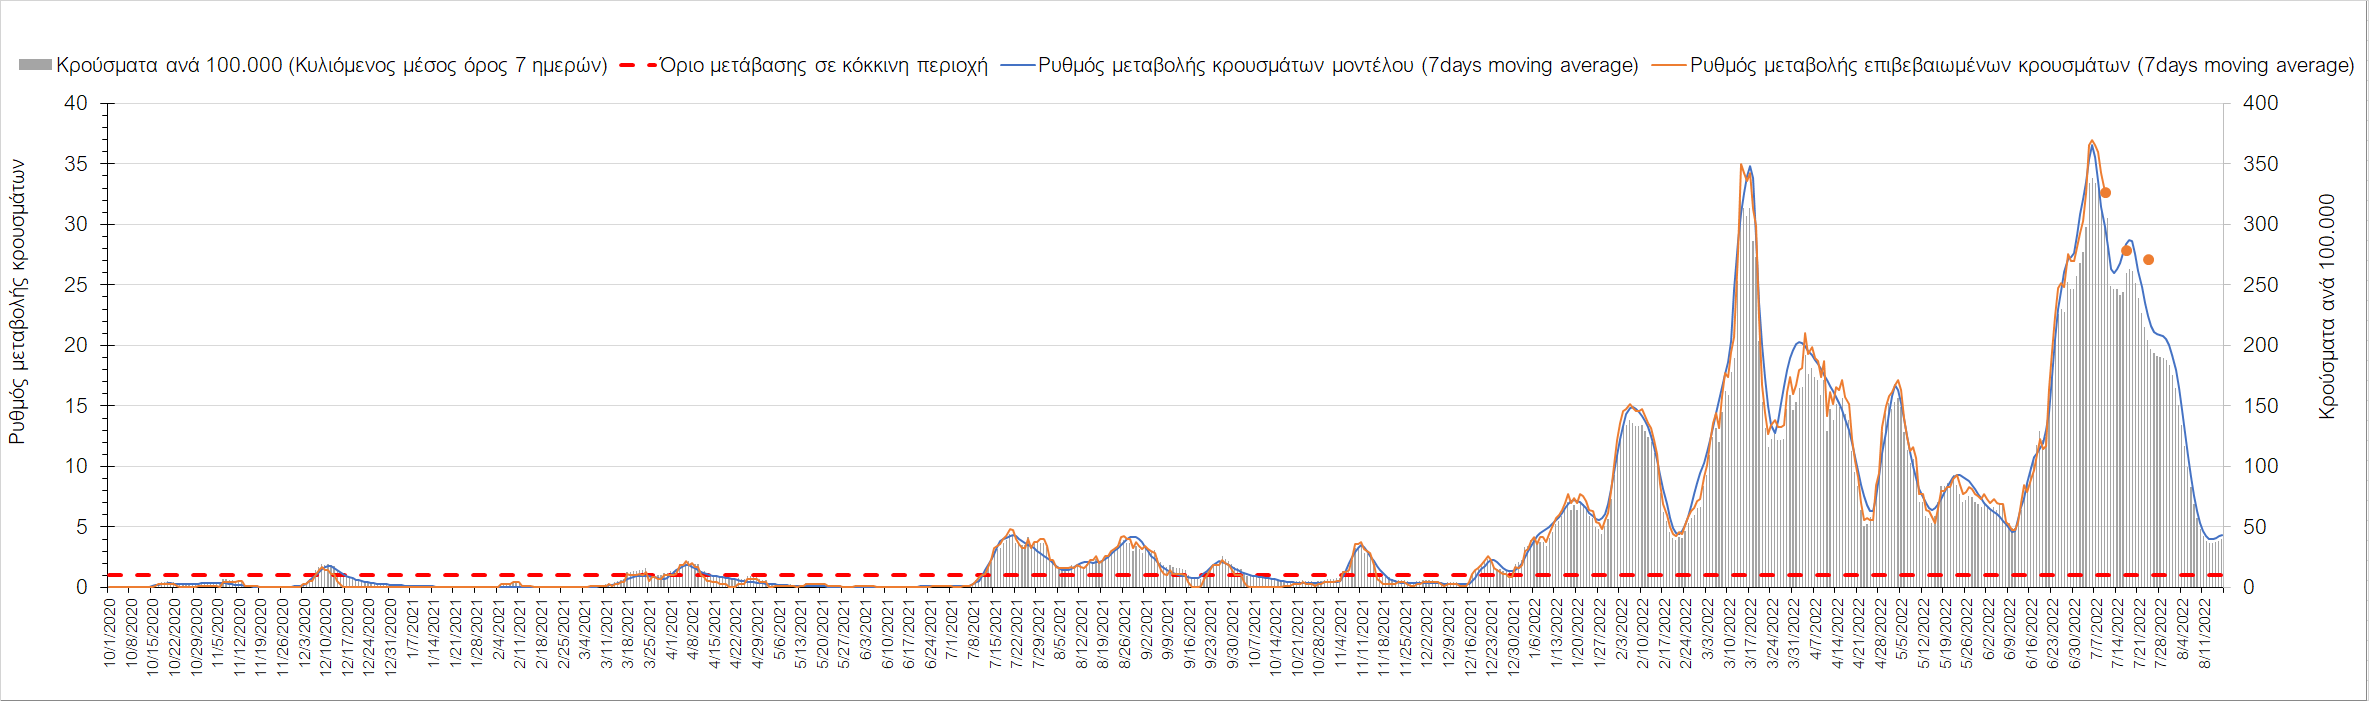 Κρούσματα ανά 100.000 (Κυλιόμενος μέσος όρος 7 ημερών) Όριο μετάβασης σε κόκκινη περιοχή Ρυθμός μεταβολής κρουσμάτων μοντέλου (7days moving average) Ρυθμός μεταβολής επιβεβαιωμένων κρουσμάτων (7days moving average)
Ρυθμός μεταβολής κρουσμάτων
40 400
35 350
30 300
25 250
20 200
15 150
10 100
5 50
0 0
Κρούσματα ανά 100.000
10/1/2020 10/8/2020 10/15/2020 10/22/2020 10/29/2020 11/5/2020 11/12/2020 11/19/2020 11/26/2020 12/3/2020 12/10/2020 12/17/2020 12/24/2020 12/31/2020 1/7/2021 1/14/2021 1/21/2021 1/28/2021 2/4/2021 2/11/2021 2/18/2021 2/25/2021 3/4/2021 3/11/2021 3/18/2021 3/25/2021 4/1/2021 4/8/2021 4/15/2021 4/22/2021 4/29/2021 5/6/2021 5/13/2021 5/20/2021 5/27/2021 6/3/2021 6/10/2021 6/17/2021 6/24/2021 7/1/2021 7/8/2021 7/15/2021 7/22/2021 7/29/2021 8/5/2021 8/12/2021 8/19/2021 8/26/2021 9/2/2021 9/9/2021 9/16/2021 9/23/2021 9/30/2021 10/7/2021 10/14/2021 10/21/2021 10/28/2021 11/4/2021 11/11/2021 11/18/2021 11/25/2021 12/2/2021 12/9/2021 12/16/2021 12/23/2021 12/30/2021 1/6/2022 1/13/2022 1/20/2022 1/27/2022 2/3/2022 2/10/2022 2/17/2022 2/24/2022 3/3/2022 3/10/2022 3/17/2022 3/24/2022 3/31/2022 4/7/2022 4/14/2022 4/21/2022 4/28/2022 5/5/2022 5/12/2022 5/19/2022 5/26/2022 6/2/2022 6/9/2022 6/16/2022 6/23/2022 6/30/2022 7/7/2022 7/14/2022 7/21/2022 7/28/2022 8/4/2022 8/11/2022